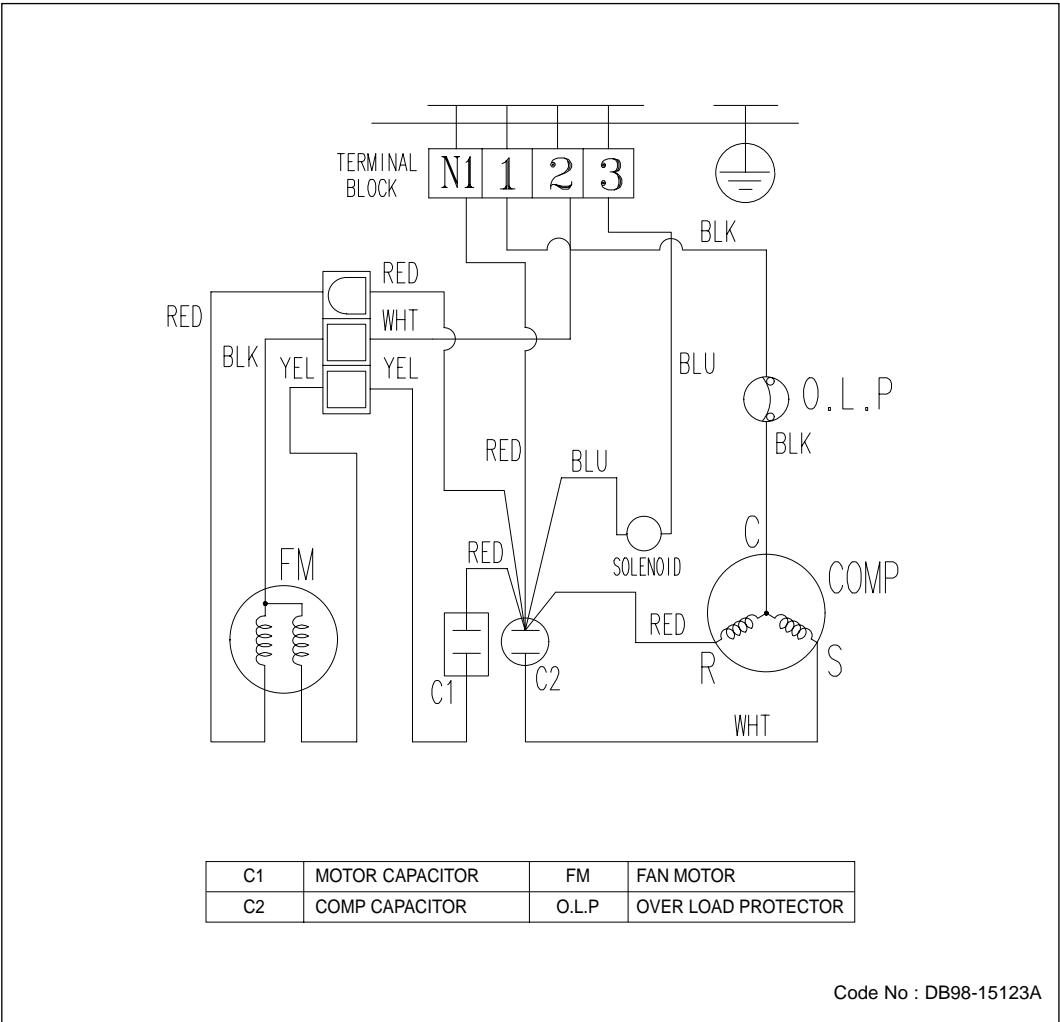 TERMINAL
BLOCK
N1 1 2 3
BLK
RED
RED
WHT
BLK
YEL
YEL
BLU
O.L.P
BLK
RED
BLU
C
FM
RED
SOLENOID
COMP
RED
R
S
C1
C2
WHT
C1 MOTOR CAPACITOR FM FAN MOTOR
C2 COMP CAPACITOR O.L.P OVER LOAD PROTECTOR
Code No : DB98-15123A